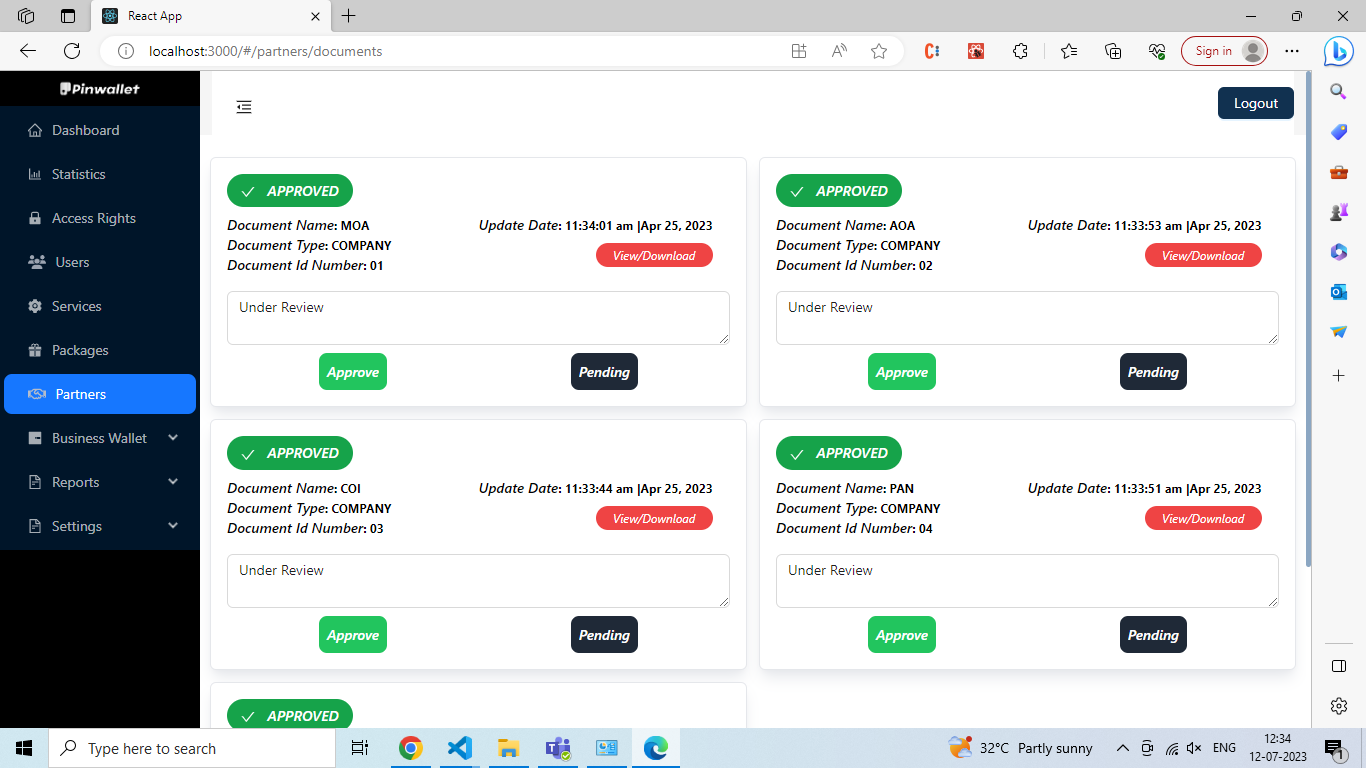 React App
localhost:3000/#/partners/documents
Sign in
Pinwallet
Logout
Dashboard
Statistics
Access Rights
Users
Services
Packages
Partners
Business Wallet
Reports
Settings
APPROVED
Document Name: MOA
Update Date: 11:34:01 am |Apr 25, 2023
Document Type: COMPANY
View/Download
Document Id Number: 01
Under Review
Approve
Pending
APPROVED
Document Name: AOA
Update Date: 11:33:53 am |Apr 25, 2023
Document Type: COMPANY
View/Download
Document Id Number: 02
Under Review
Approve
Pending
APPROVED
Document Name: COI
Update Date: 11:33:44 am |Apr 25, 2023
Document Type: COMPANY
View/Download
Document Id Number: 03
Under Review
Approve
Pending
APPROVED
Document Name: PAN
Update Date: 11:33:51 am |Apr 25, 2023
Document Type: COMPANY
View/Download
Document Id Number: 04
Under Review
Approve
Pending
APPROVED
Type here to search
32°C Partly sunny
ENG
12:34
12-07-2023
1